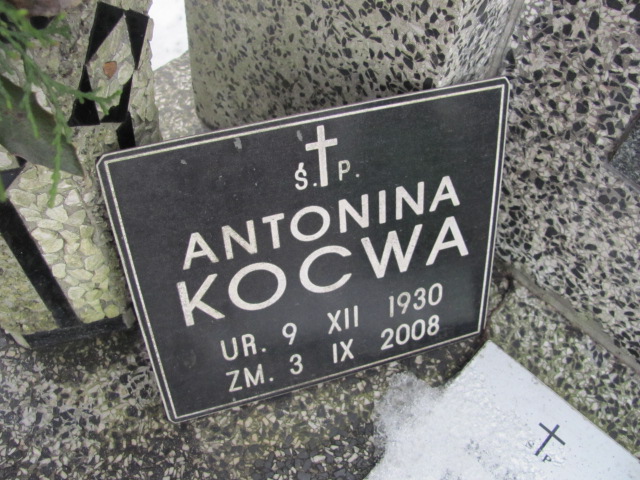 Ś. P.
ANTONINA
KOCWA
UR. 9 XII 1930
ZM. 3 IX 2008